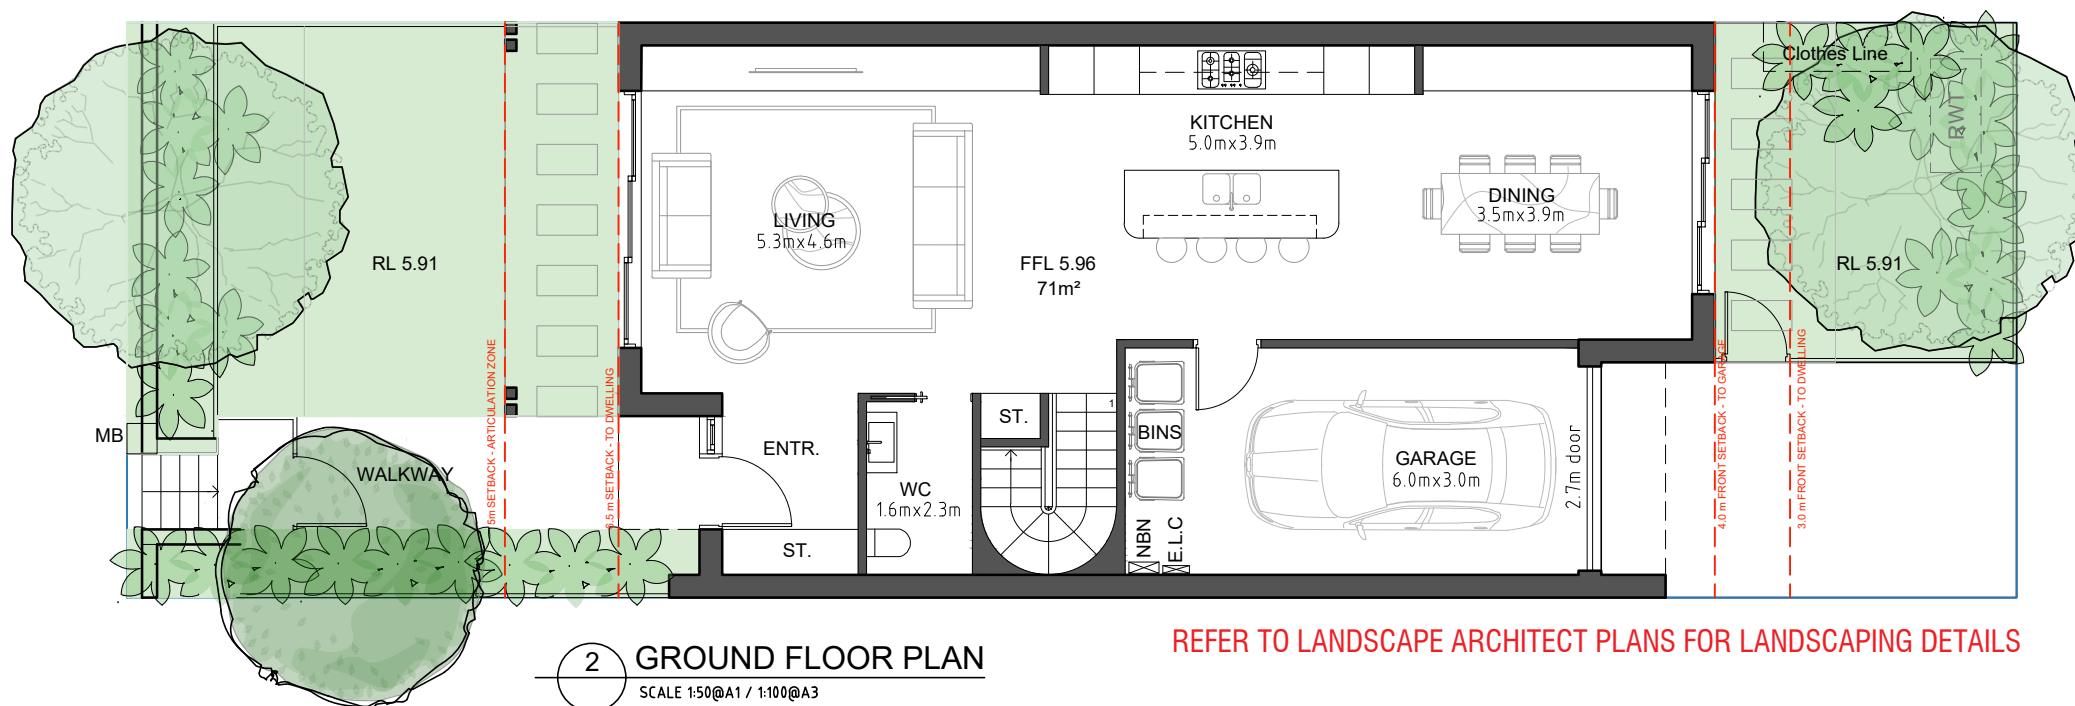 Clothes Line
RWT
KITCHEN
5.0mx3.9m
LIVING
5.3mx4.6m
DINING
3.5mx3.9m
RL 5.91
FFL 5.96
71m²
RL 5.91
5m SETBACK - ARTICULATION ZONE
6.5 m SETBACK - TO DWELLING
4.0 m FRONT SETBACK - TO GARAGE
3.0 m FRONT SETBACK - TO DWELLING
MB
WALKWAY
ENTR.
ST.
WC
1.6mx2.3m
ST.
1
BINS
NBN
E.L.C
GARAGE
6.0mx3.0m
2.7m door
2
GROUND FLOOR PLAN
SCALE 1:50@A1 / 1:100@A3
REFER TO LANDSCAPE ARCHITECT PLANS FOR LANDSCAPING DETAILS